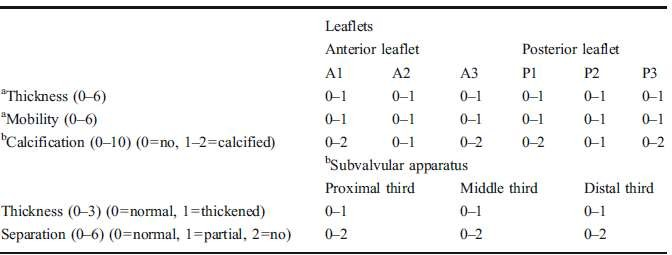 Leaflets
Anterior leaflet Posterior leaflet
A1 A2 A3 P1 P2 P3
aThickness (0–6) 0–1 0–1 0–1 0–1 0–1 0–1
aMobility (0–6) 0–1 0–1 0–1 0–1 0–1 0–1
bCalcification (0–10) (0=no, 1–2=calcified) 0–2 0–1 0–2 0–2 0–1 0–2
bSubvalvular apparatus
Proximal third Middle third Distal third
Thickness (0–3) (0=normal, 1=thickened) 0–1 0–1 0–1
Separation (0–6) (0=normal, 1=partial, 2=no) 0–2 0–2 0–2